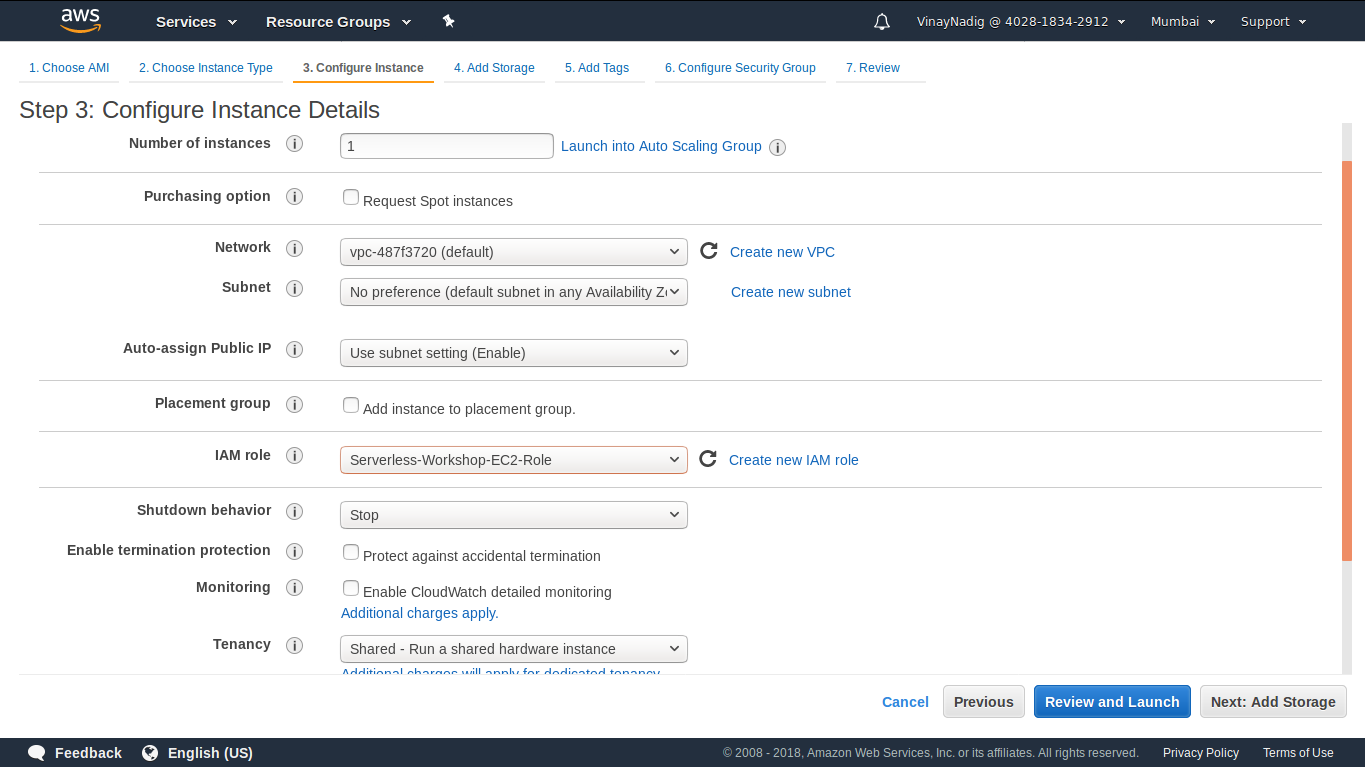 aws Services Resource Groups VinayNadig @ 4028-1834-2912 Mumbai Support
1. Choose AMI 2. Choose Instance Type 3. Configure Instance 4. Add Storage 5. Add Tags 6. Configure Security Group 7. Review
Step 3: Configure Instance Details
Number of instances 1 Launch into Auto Scaling Group
Purchasing option Request Spot instances
Network vpc-487f3720 (default) Create new VPC
Subnet No preference (default subnet in any Availability Zo Create new subnet
Auto-assign Public IP Use subnet setting (Enable)
Placement group Add instance to placement group.
IAM role Serverless-Workshop-EC2-Role Create new IAM role
Shutdown behavior Stop
Enable termination protection Protect against accidental termination
Monitoring Enable CloudWatch detailed monitoring
Additional charges apply.
Tenancy Shared - Run a shared hardware instance
Additional charges will apply for dedicated tenancy.
Cancel Previous Review and Launch Next: Add Storage
Feedback English (US) © 2008 - 2018, Amazon Web Services, Inc. or its affiliates. All rights reserved. Privacy Policy Terms of Use